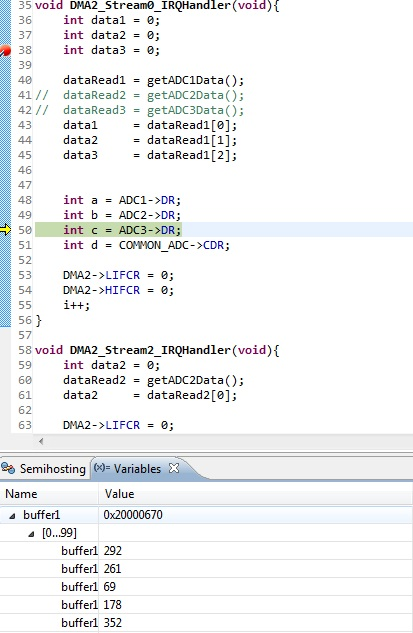 35 void DMA2_Stream0_IRQHandler(void){
36 int data1 = 0;
37 int data2 = 0;
38 int data3 = 0;
39
40 dataRead1 = getADC1Data();
41 // dataRead2 = getADC2Data();
42 // dataRead3 = getADC3Data();
43 data1 = dataRead1[0];
44 data2 = dataRead1[1];
45 data3 = dataRead1[2];
46
47
48 int a = ADC1->DR;
49 int b = ADC2->DR;
50 int c = ADC3->DR;
51 int d = COMMON_ADC->CDR;
52
53 DMA2->LIFCR = 0;
54 DMA2->HIFCR = 0;
55 i++;
56 }
57
58 void DMA2_Stream2_IRQHandler(void){
59 int data2 = 0;
60 dataRead2 = getADC2Data();
61 data2 = dataRead2[0];
62
63 DMA2->LIFCR = 0;
Semihosting (x)= Variables
Name Value
buffer1 0x20000670
[0...99]
buffer1 292
buffer1 261
buffer1 69
buffer1 178
buffer1 352